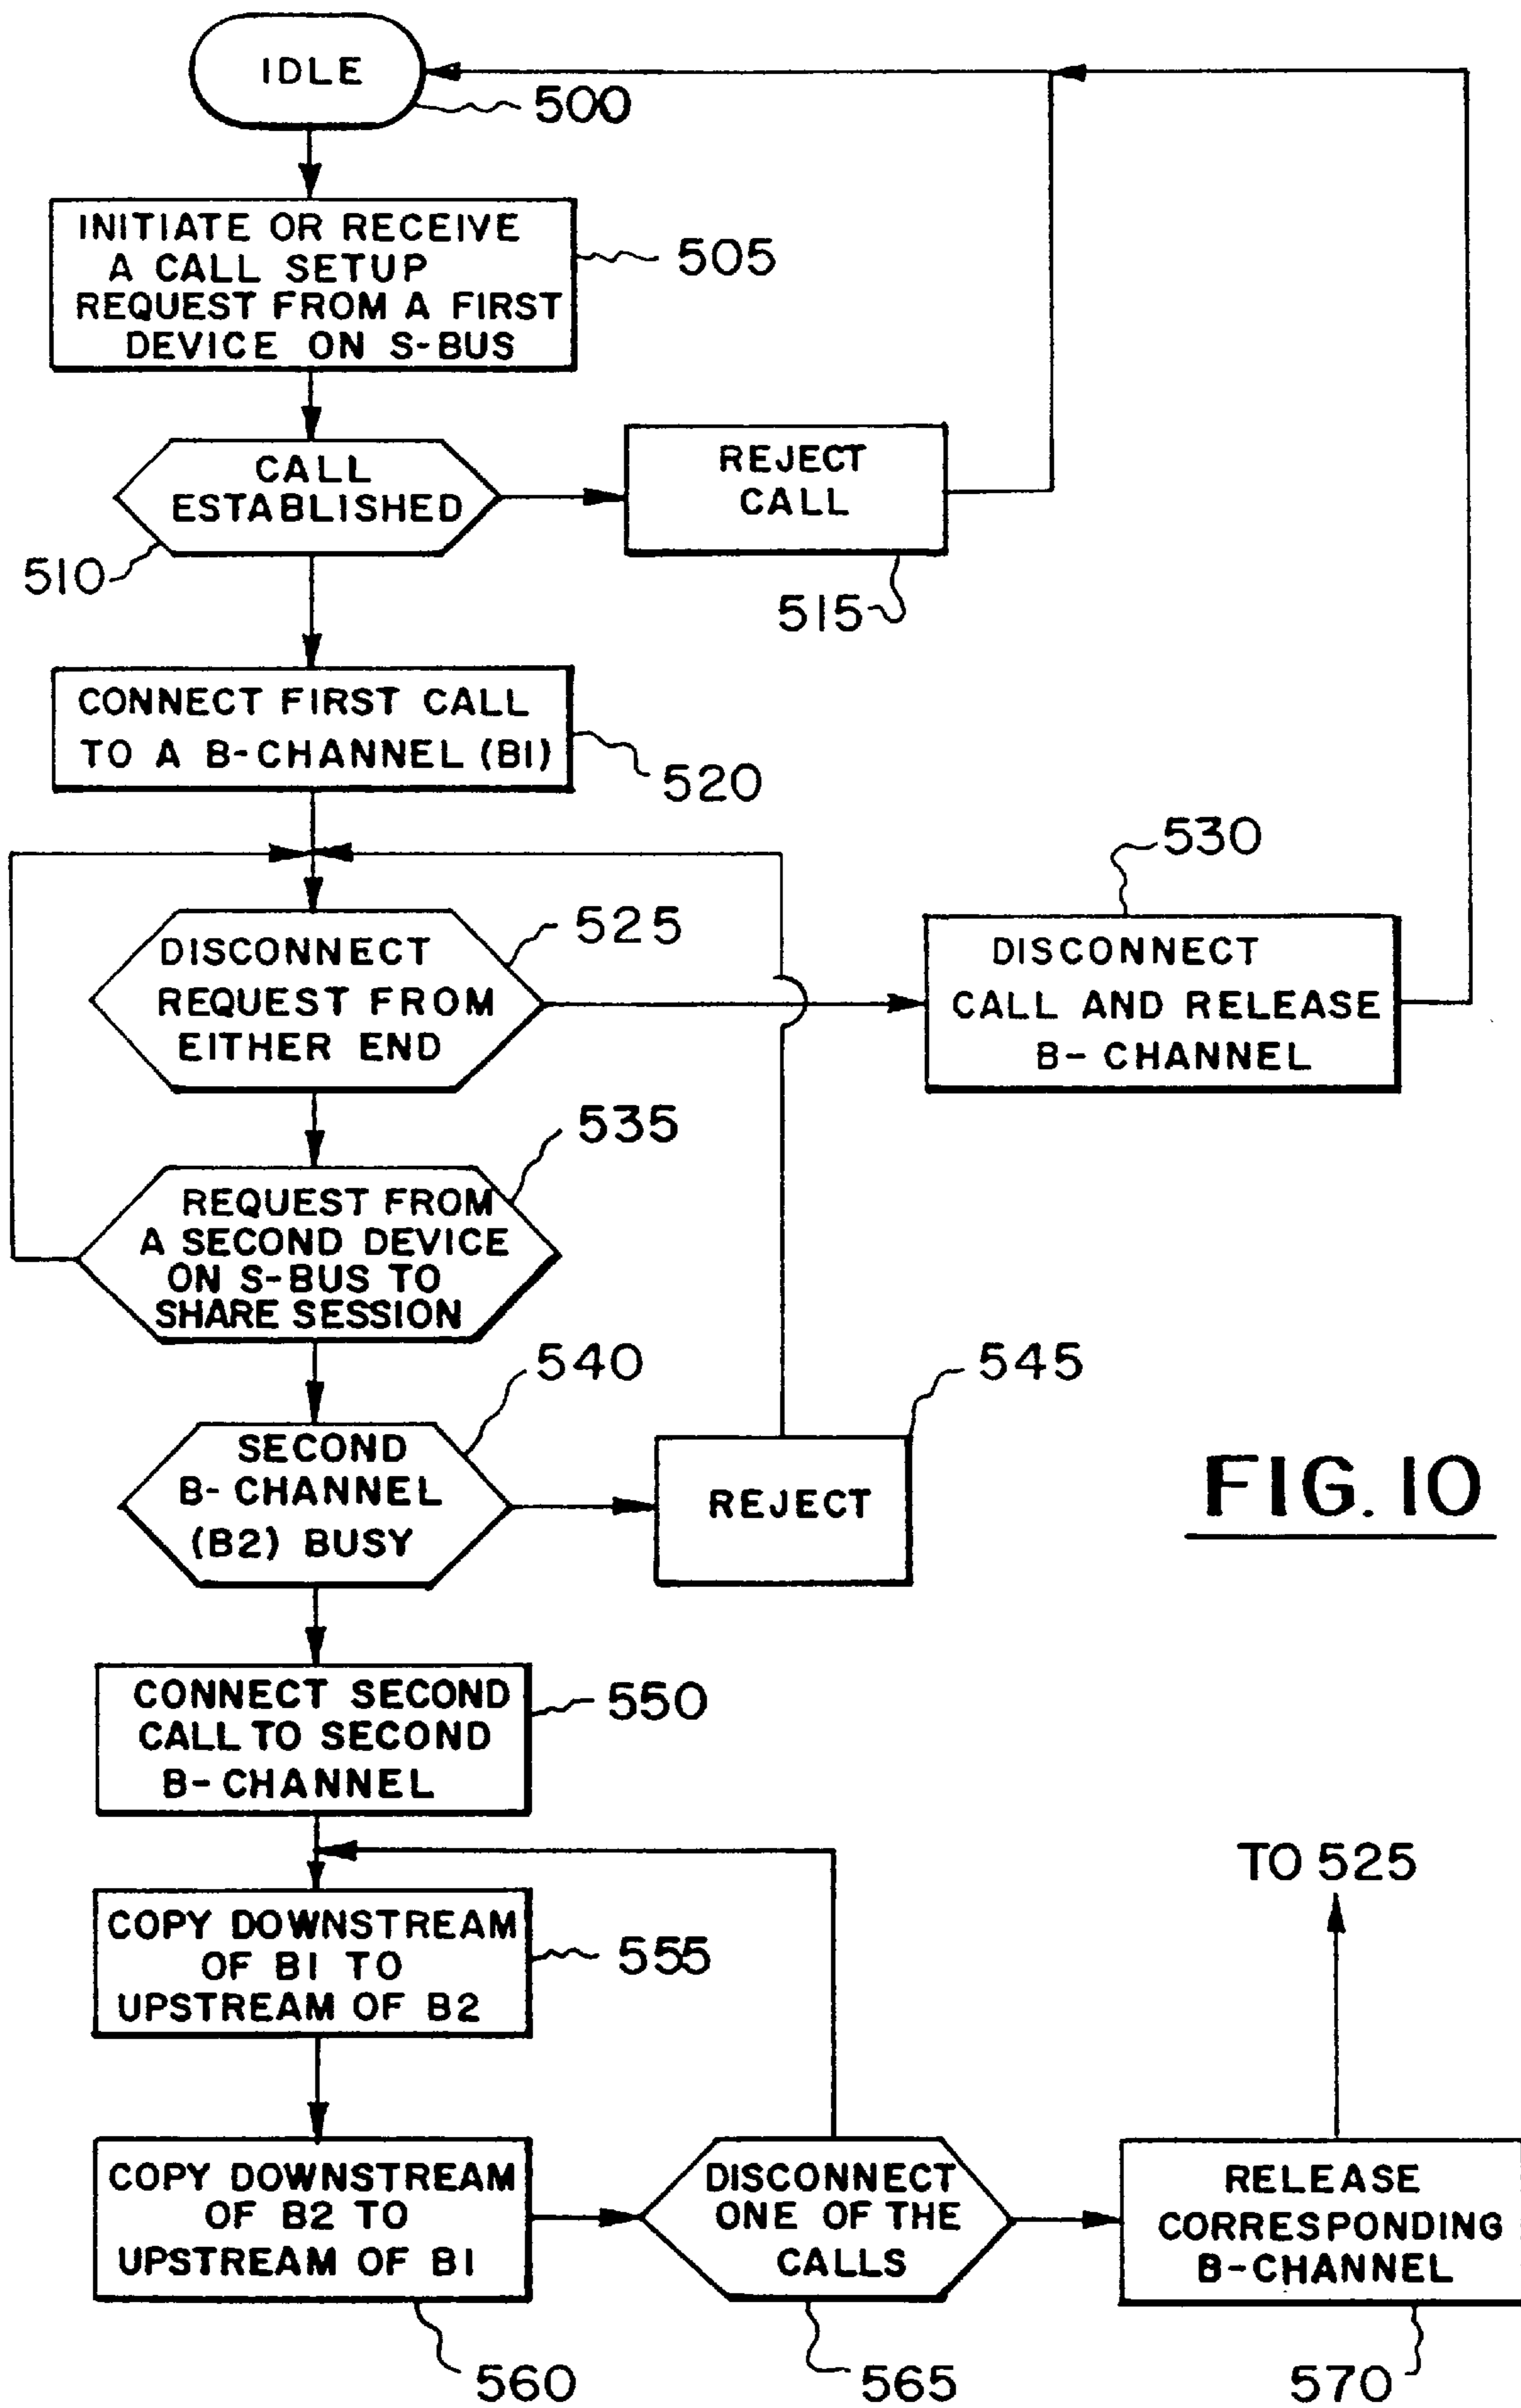 IDLE
500
INITIATE OR RECEIVE
A CALL SETUP
REQUEST FROM A FIRST
DEVICE ON S-BUS
505
CALL
ESTABLISHED
510
REJECT
CALL
515
CONNECT FIRST CALL
TO A B-CHANNEL (B1)
520
DISCONNECT
REQUEST FROM
EITHER END
525
DISCONNECT
CALL AND RELEASE
B- CHANNEL
530
REQUEST FROM
A SECOND DEVICE
ON S-BUS TO
SHARE SESSION
535
SECOND
B- CHANNEL
(B2) BUSY
540
REJECT
545
FIG. 10
CONNECT SECOND
CALL TO SECOND
B- CHANNEL
550
COPY DOWNSTREAM
OF B1 TO
UPSTREAM OF B2
555
TO 525
COPY DOWNSTREAM
OF B2 TO
UPSTREAM OF B1
560
DISCONNECT
ONE OF THE
CALLS
565
RELEASE
CORRESPONDING
B-CHANNEL
570